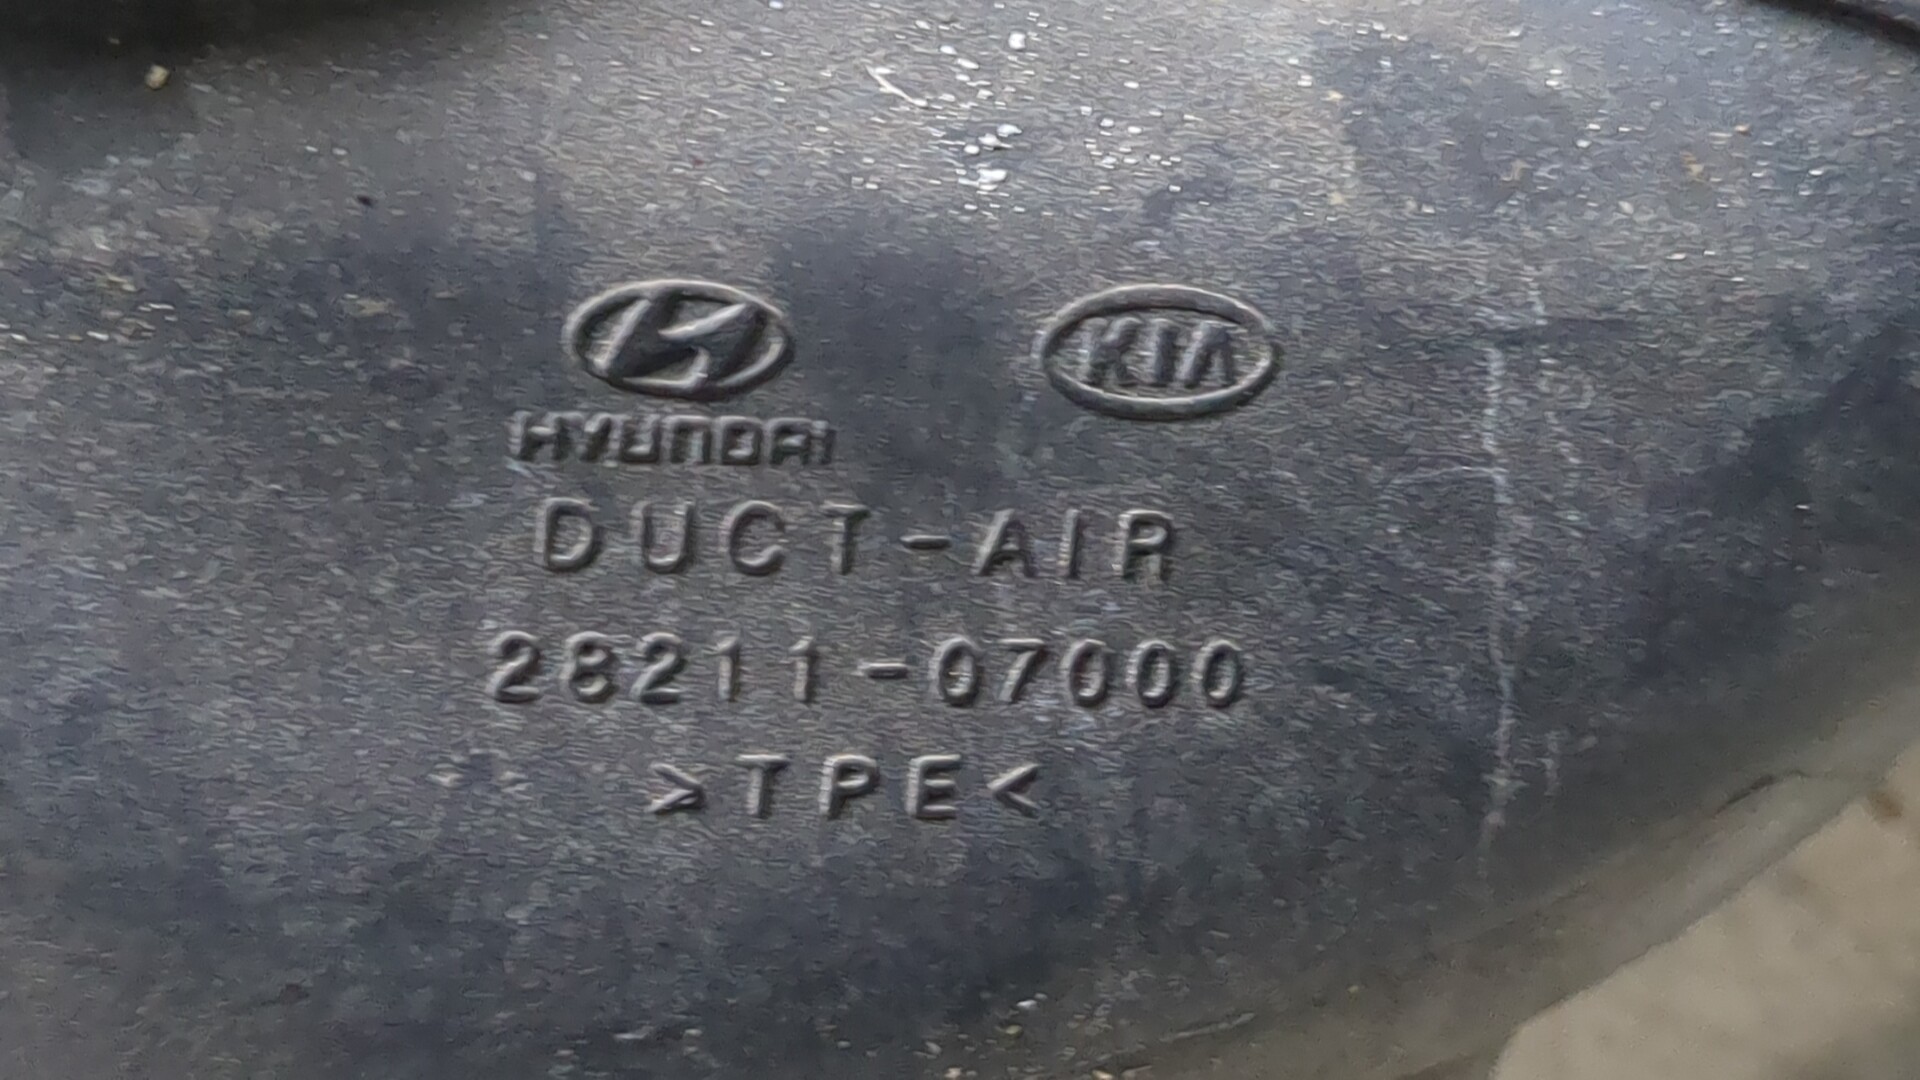 KIA
HYUNDAI
DUCT-AIR
28211-07000
>TPE<